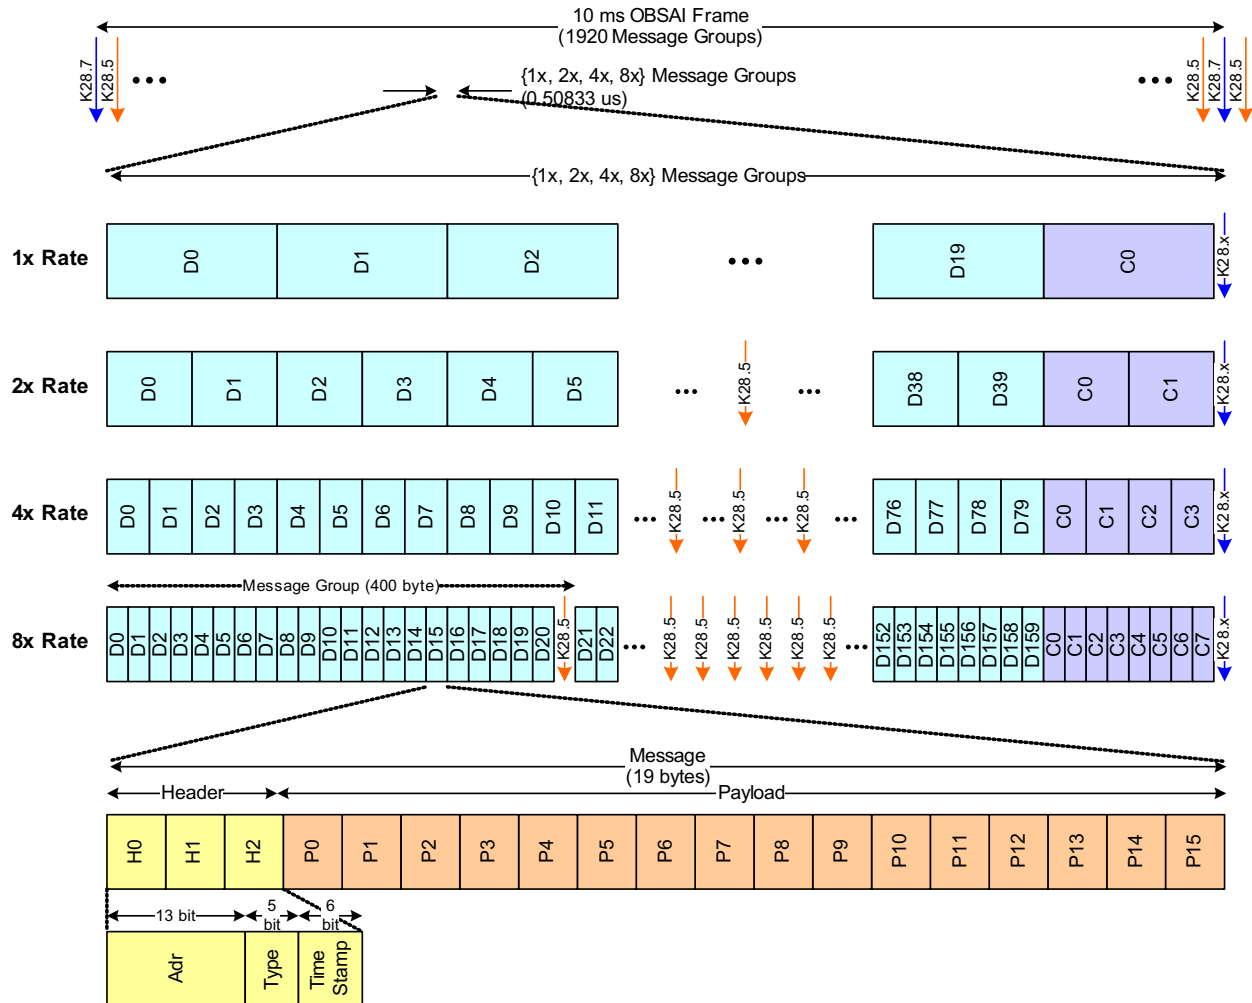 10 ms OBSAI Frame
(1920 Message Groups)
K28.7
K28.5
•••
{1x, 2x, 4x, 8x} Message Groups
(0.50833 us)
•••
K28.5
K28.7
K28.5
{1x, 2x, 4x, 8x} Message Groups
1x Rate
D0
D1
D2
•••
D19
C0
K28.x
2x Rate
D0
D1
D2
D3
D4
D5
•••
K28.5
•••
D38
D39
C0
C1
K28.x
4x Rate
D0
D1
D2
D3
D4
D5
D6
D7
D8
D9
D10
D11
•••
K28.5
•••
K28.5
•••
K28.5
•••
D76
D77
D78
D79
C0
C1
C2
C3
K28.x
Message Group (400 byte)
8x Rate
D0
D1
D2
D3
D4
D5
D6
D7
D8
D9
D10
D11
D12
D13
D14
D15
D16
D17
D18
D19
D20
K28.5
D21
D22
•••
K28.5
K28.5
K28.5
K28.5
K28.5
K28.5
•••
D152
D153
D154
D155
D156
D157
D158
D159
C0
C1
C2
C3
C4
C5
C6
C7
K28.x
Message
(19 bytes)
Header
Payload
H0
H1
H2
P0
P1
P2
P3
P4
P5
P6
P7
P8
P9
P10
P11
P12
P13
P14
P15
13 bit
5
bit
6
bit
Adr
Type
Time
Stamp